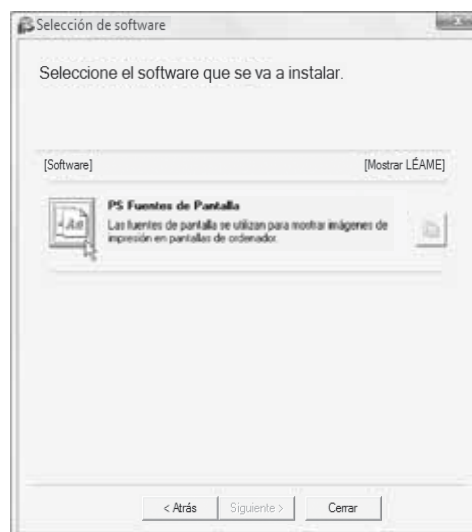 Selección de software
Seleccione el software que se va a instalar.
[Software] [Mostrar LÉAME]
PS Fuentes de Pantalla
Las fuentes de pantalla se utilizan para mostrar imágenes de
impresión en pantallas de ordenador.
< Atrás Siguiente > Cerrar